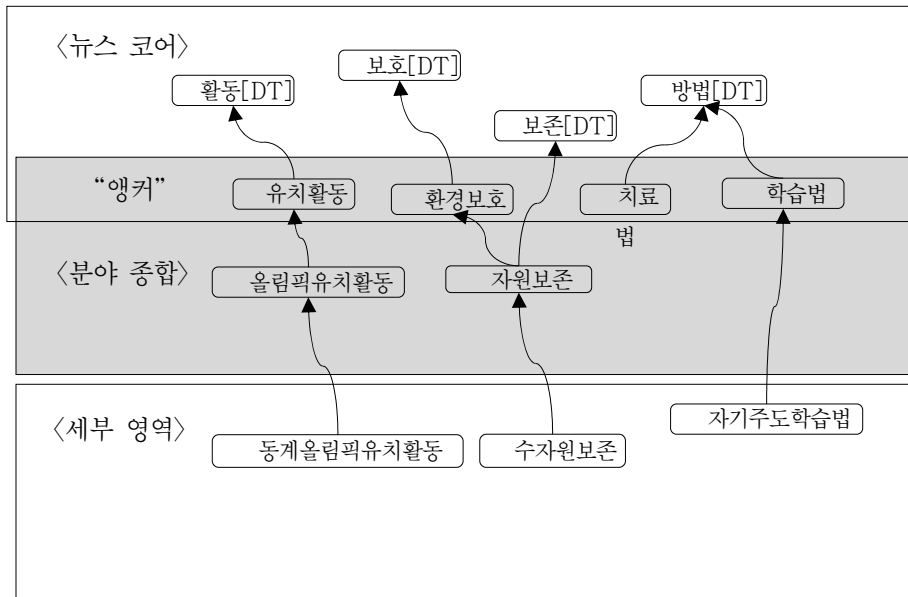 〈뉴스 코어〉
보호[DT]
활동[DT]
방법[DT]
보존[DT]
“앵커”
유치활동
환경보호
치료
법
학습법
〈분야 종합〉
올림픽유치활동
자원보존
〈세부 영역〉
자기주도학습법
동계올림픽유치활동
수자원보존